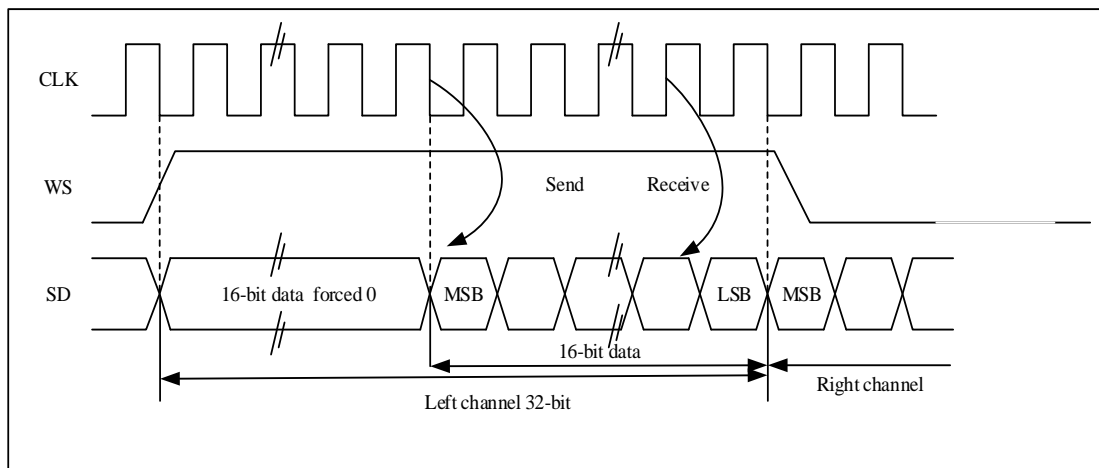 CLK
WS
Send
Receive
SD
16-bit data forced 0
MSB
LSB
MSB
16-bit data
Right channel
Left channel 32-bit